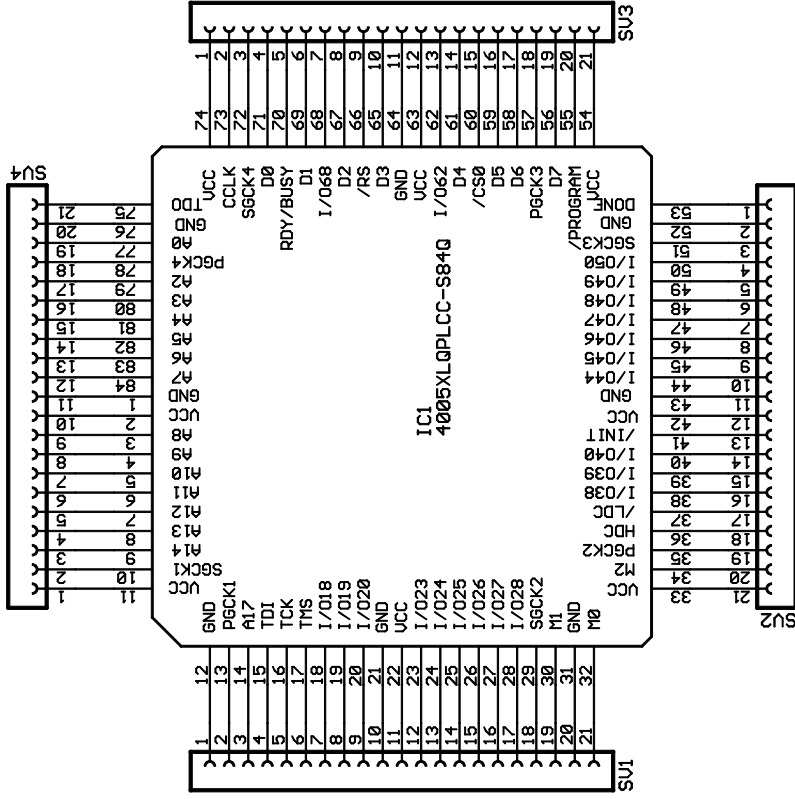 SV3
1 2 3 4 5 6 7 8 9 10 11 12 13 14 15 16 17 18 19 20 21
74 73 72 71 70 69 68 67 66 65 64 63 62 61 60 59 58 57 56 55 54
VCC CCLK SGCK4 D0 RDY/BUSY D1 I/O68 D2 /RS D3 GND VCC I/O62 D4 /CS0 D5 D6 PGCK3 D7 /PROGRAM VCC
SV4
21 75 TDO
20 76 GND
19 77 A0
18 78 PGCK4
17 79 A2
16 80 A3
15 81 A4
14 82 A5
13 83 A6
12 84 A7
11 1 GND
10 2 VCC
9 3 A8
8 4 A9
7 5 A10
6 6 A11
5 7 A12
4 8 A13
3 9 A14
2 10 SGCK1
1 11 VCC
IC1
4005XLQPLCC-S84Q
DONE 53 1
GND 52 2
SGCK3 51 3
I/O50 50 4
I/O49 49 5
I/O48 48 6
I/O47 47 7
I/O46 46 8
I/O45 45 9
I/O44 44 10
GND 43 11
VCC 42 12
/INIT 41 13
I/O40 40 14
I/O39 39 15
I/O38 38 16
/LDC 37 17
HDC 36 18
PGCK2 35 19
M2 34 20
VCC 33 21
SV2
GND PGCK1 A17 TDI TCK TMS I/O18 I/O19 I/O20 GND VCC I/O23 I/O24 I/O25 I/O26 I/O27 I/O28 SGCK2 M1 GND M0
12 13 14 15 16 17 18 19 20 21 22 23 24 25 26 27 28 29 30 31 32
1 2 3 4 5 6 7 8 9 10 11 12 13 14 15 16 17 18 19 20 21
SV1